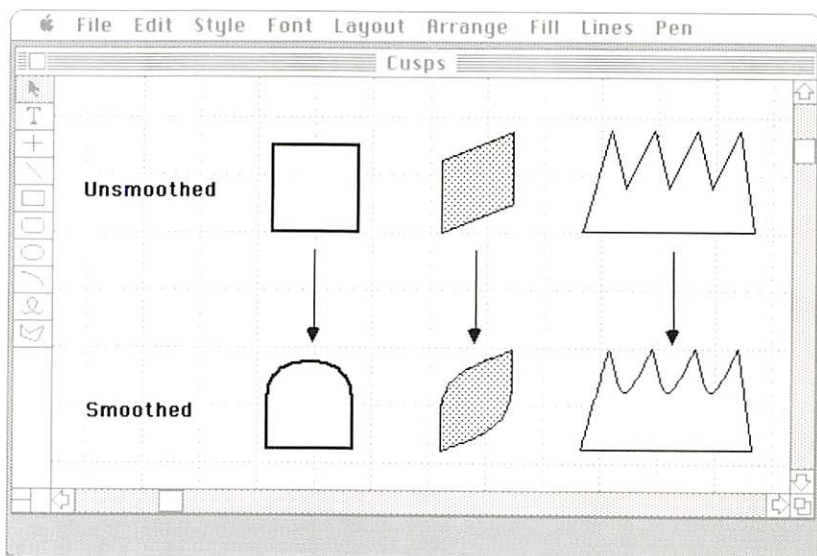 File Edit Style Font Layout Arrange Fill Lines Pen
Cusps
T
Unsmoothed
Smoothed